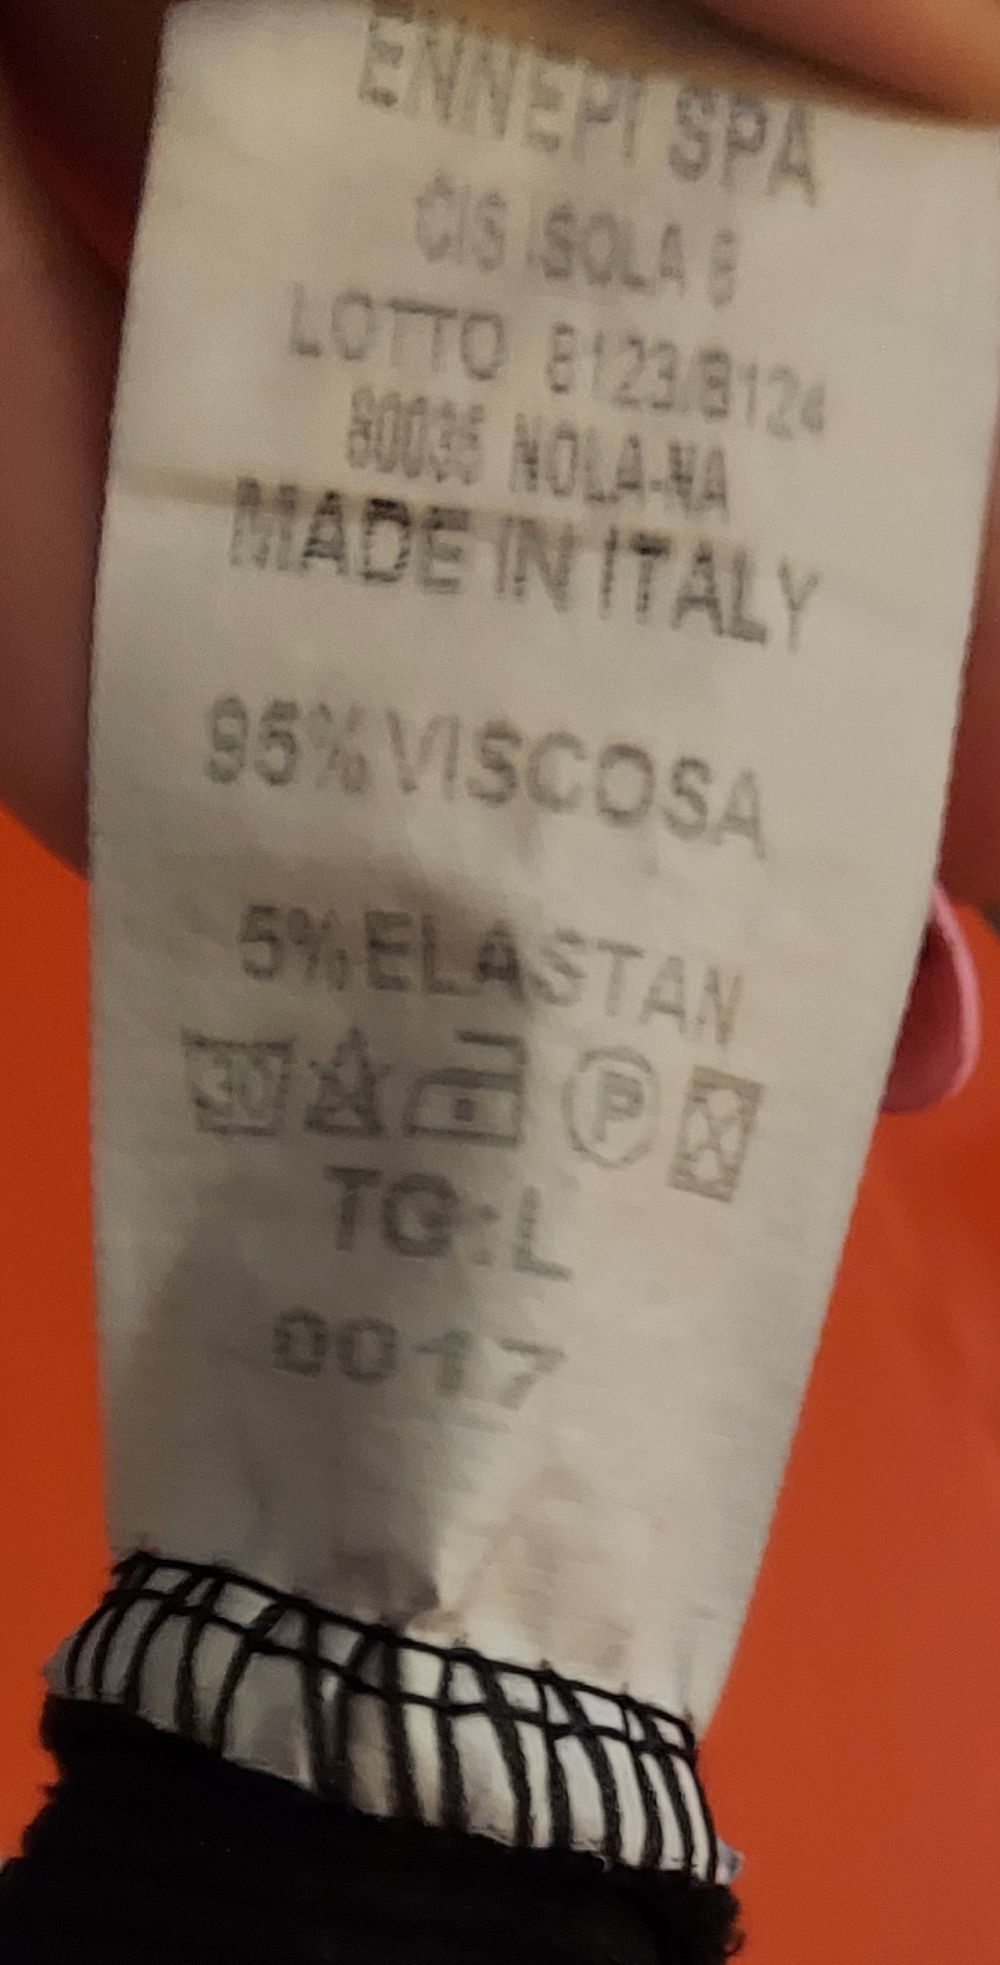 ENNEPI SPA
CIS ISOLA 8
LOTTO 8123/8124
80035 NOLA-NA
MADE IN ITALY
95% VISCOSA
5% ELASTAN
30 P
TG: L
0017